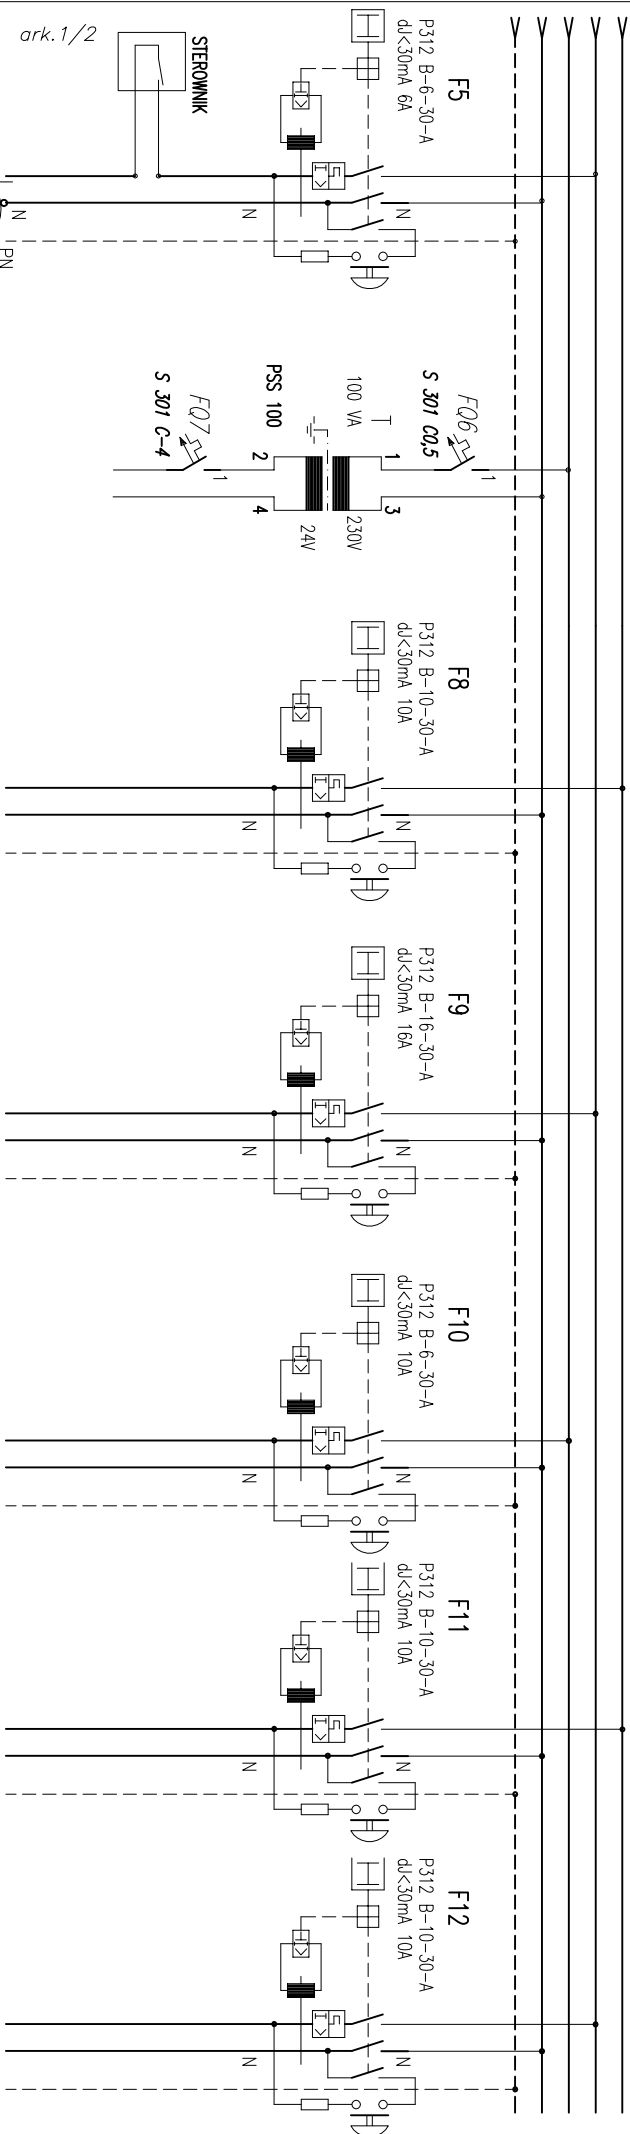 ark.1/2
STEROWNIK
F5
P312 B-6-30-A
dJ<30mA 6A
N
N
N
PN
FQ6
S 301 C0,5
1
T
100 VA
PSS 100
1
3
230V
24V
2
4
FQ7
S 301 C-4
1
F8
P312 B-10-30-A
dJ<30mA 10A
N
N
F9
P312 B-16-30-A
dJ<30mA 16A
N
N
F10
P312 B-6-30-A
dJ<30mA 10A
N
N
F11
P312 B-10-30-A
dJ<30mA 10A
N
N
F12
P312 B-10-30-A
dJ<30mA 10A
N
N